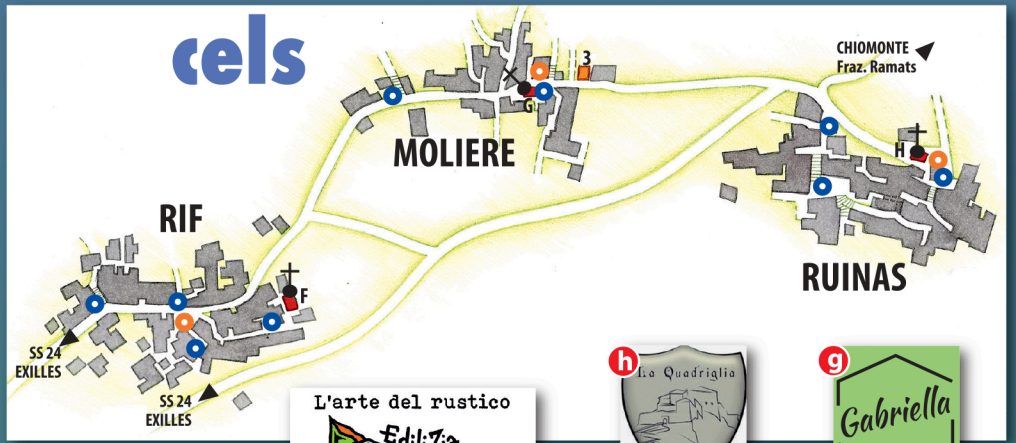 cels
CHIOMONTE
Fraz. Ramats
3
G
MOLIERE
H
RIF
RUINAS
F
SS 24
EXILLES
SS 24
EXILLES
h
La Quadriglia
g
Gabriella
L'arte del rustico
Edilizia